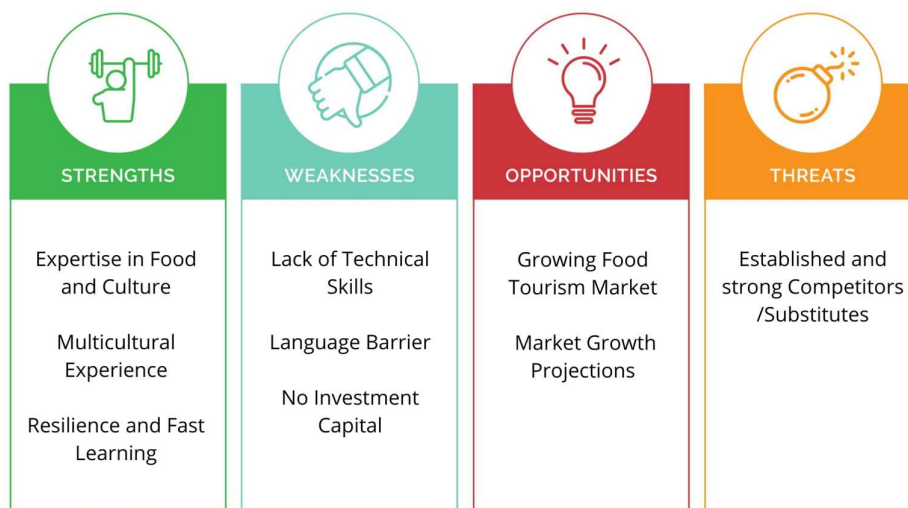 STRENGTHS
Expertise in Food
and Culture
Multicultural
Experience
Resilience and Fast
Learning
WEAKNESSES
Lack of Technical
Skills
Language Barrier
No Investment
Capital
OPPORTUNITIES
Growing Food
Tourism Market
Market Growth
Projections
THREATS
Established and
strong Competitors
/Substitutes